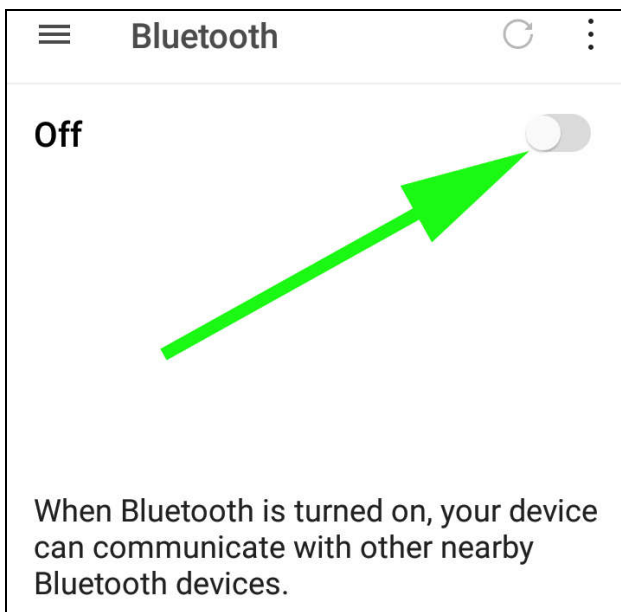 Bluetooth
Off
When Bluetooth is turned on, your device
can communicate with other nearby
Bluetooth devices.